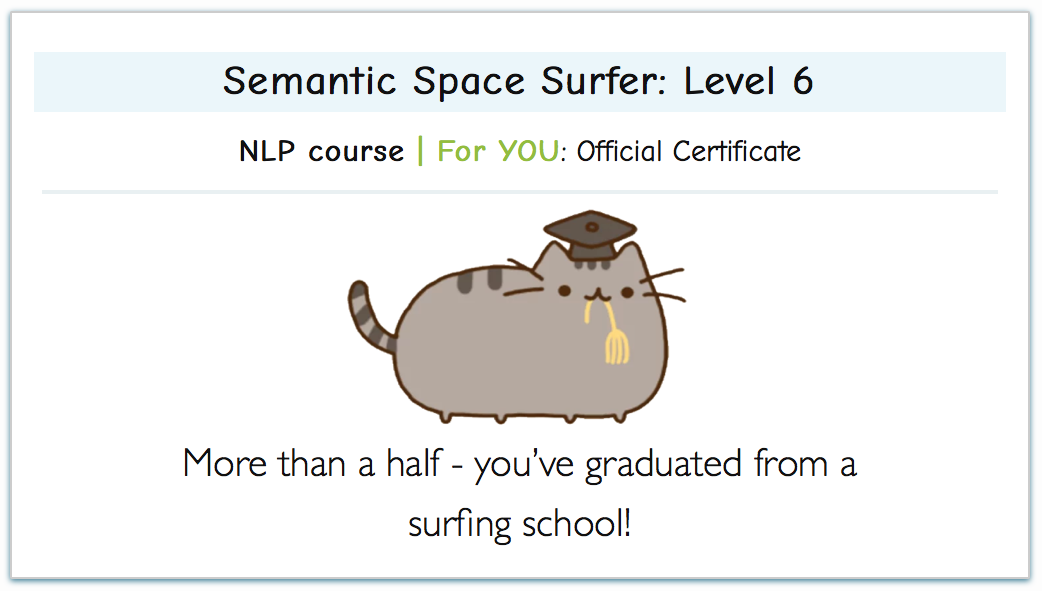 Semantic Space Surfer: Level 6
NLP course | For YOU: Official Certificate
More than a half - you’ve graduated from a
surfing school!